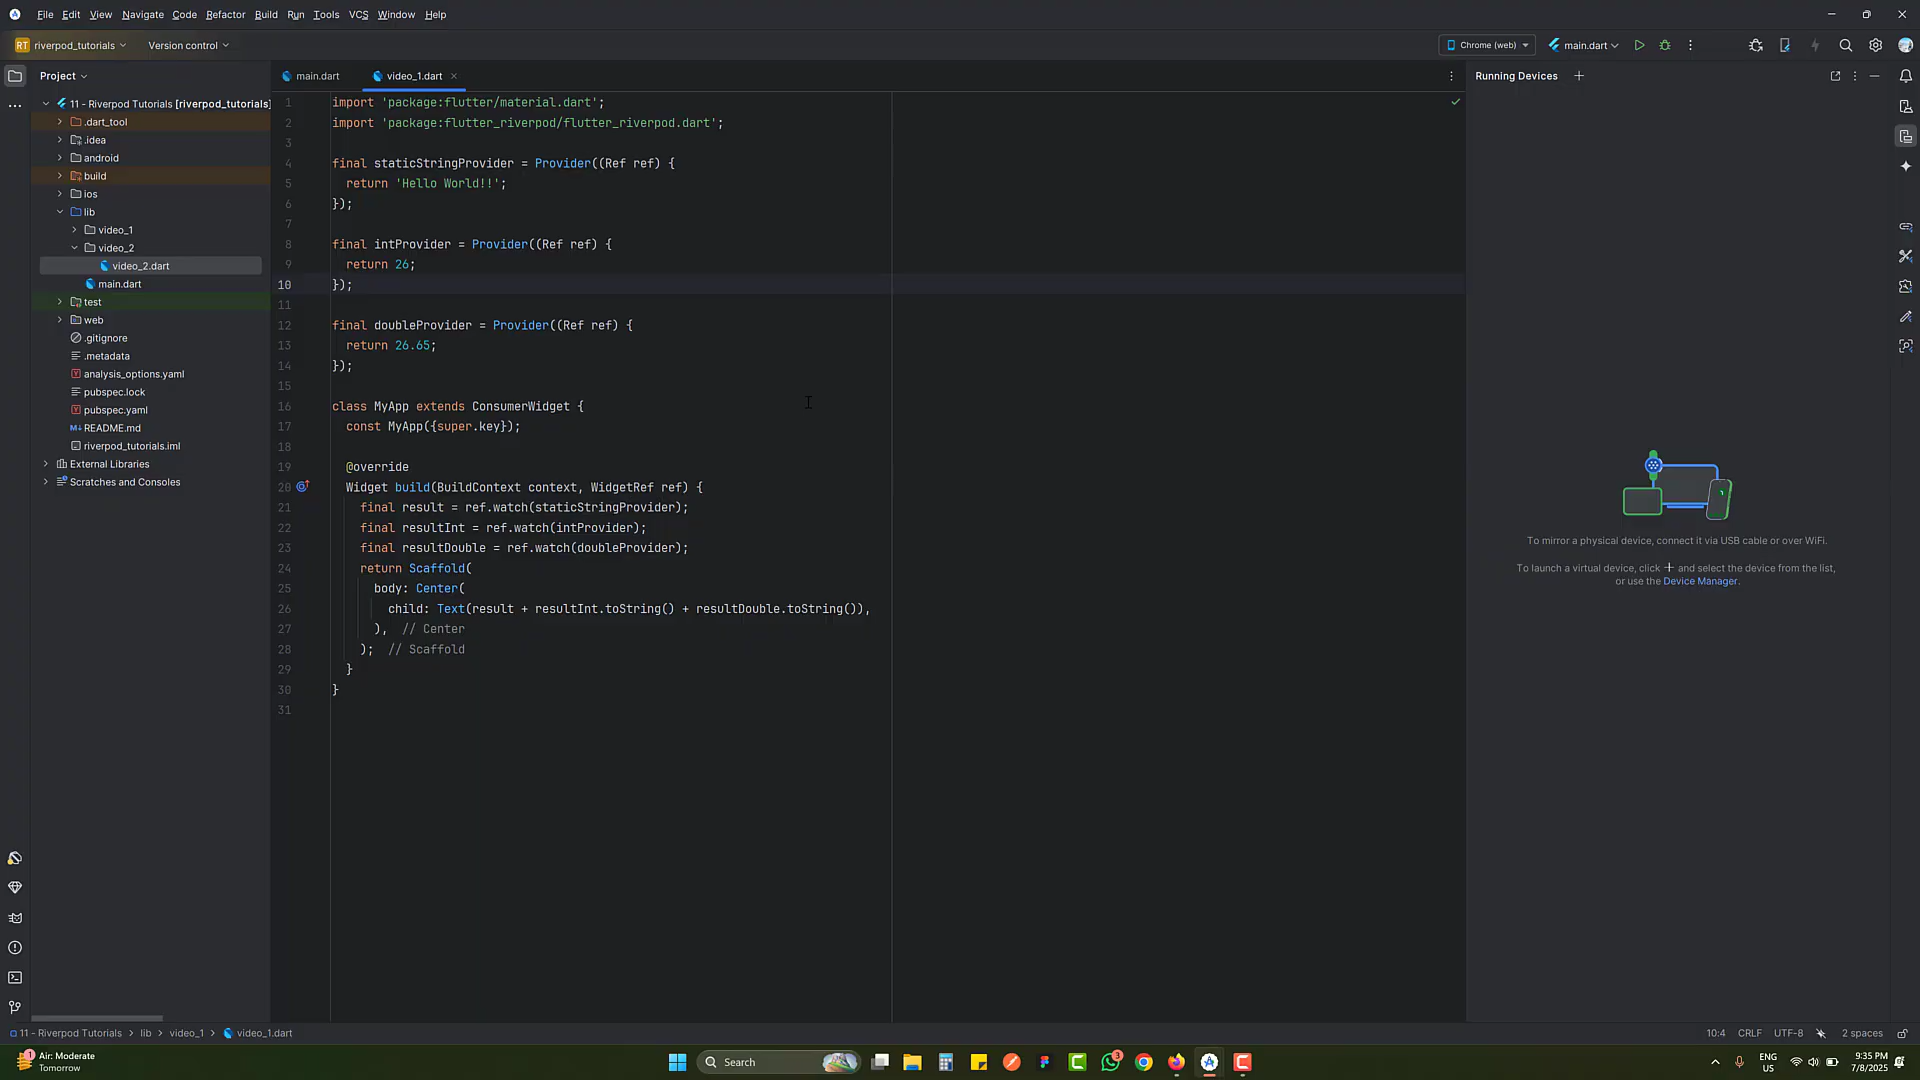 File Edit View Navigate Code Refactor Build Run Tools VCS Window Help
RT riverpod_tutorials Version control Chrome (web) main.dart
Project main.dart video_1.dart Running Devices
11 - Riverpod Tutorials [riverpod_tutorials]
.dart_tool
.idea
android
build
ios
lib
video_1
video_2
video_2.dart
main.dart
test
web
.gitignore
.metadata
analysis_options.yaml
pubspec.lock
pubspec.yaml
README.md
riverpod_tutorials.iml
External Libraries
Scratches and Consoles
1 import 'package:flutter/material.dart';
2 import 'package:flutter_riverpod/flutter_riverpod.dart';
3
4 final staticStringProvider = Provider((Ref ref) {
5 return 'Hello World!!';
6 });
7
8 final intProvider = Provider((Ref ref) {
9 return 26;
10 });
11
12 final doubleProvider = Provider((Ref ref) {
13 return 26.65;
14 });
15
16 class MyApp extends ConsumerWidget {
17 const MyApp({super.key});
18
19 @override
20 Widget build(BuildContext context, WidgetRef ref) {
21 final result = ref.watch(staticStringProvider);
22 final resultInt = ref.watch(intProvider);
23 final resultDouble = ref.watch(doubleProvider);
24 return Scaffold(
25 body: Center(
26 child: Text(result + resultInt.toString() + resultDouble.toString()),
27 ), // Center
28 ); // Scaffold
29 }
30 }
31
To mirror a physical device, connect it via USB cable or over WiFi.
To launch a virtual device, click + and select the device from the list,
or use the Device Manager.
11 - Riverpod Tutorials > lib > video_1 > video_1.dart 10:4 CRLF UTF-8 2 spaces
1 Air: Moderate
Tomorrow
Search
3
ENG
US
9:35 PM
7/8/2025